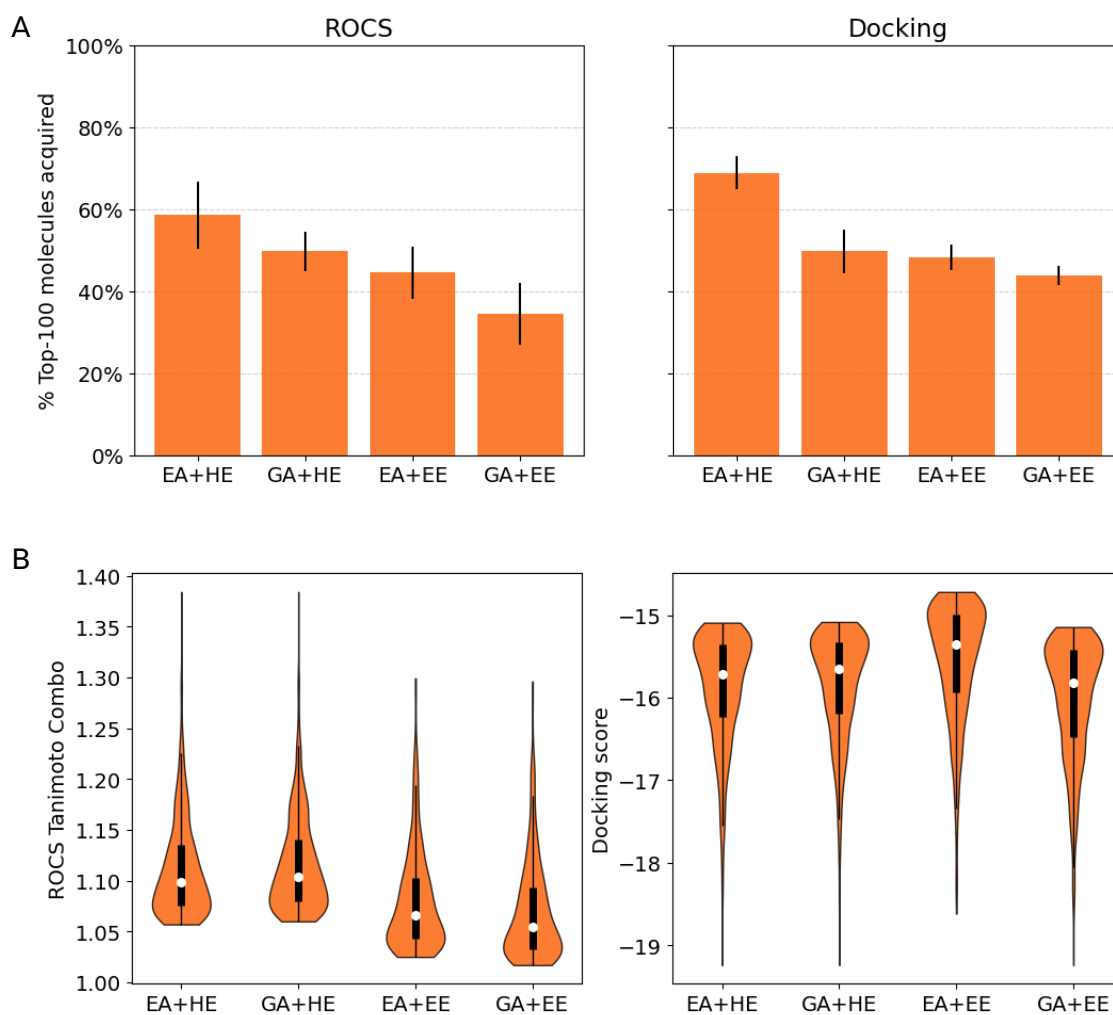 A
ROCS
Docking
% Top-100 molecules acquired
100%
80%
60%
40%
20%
0%
EA+HE GA+HE EA+EE GA+EE
EA+HE GA+HE EA+EE GA+EE
B
ROCS Tanimoto Combo
1.40
1.35
1.30
1.25
1.20
1.15
1.10
1.05
1.00
EA+HE GA+HE EA+EE GA+EE
Docking score
−15
−16
−17
−18
−19
EA+HE GA+HE EA+EE GA+EE